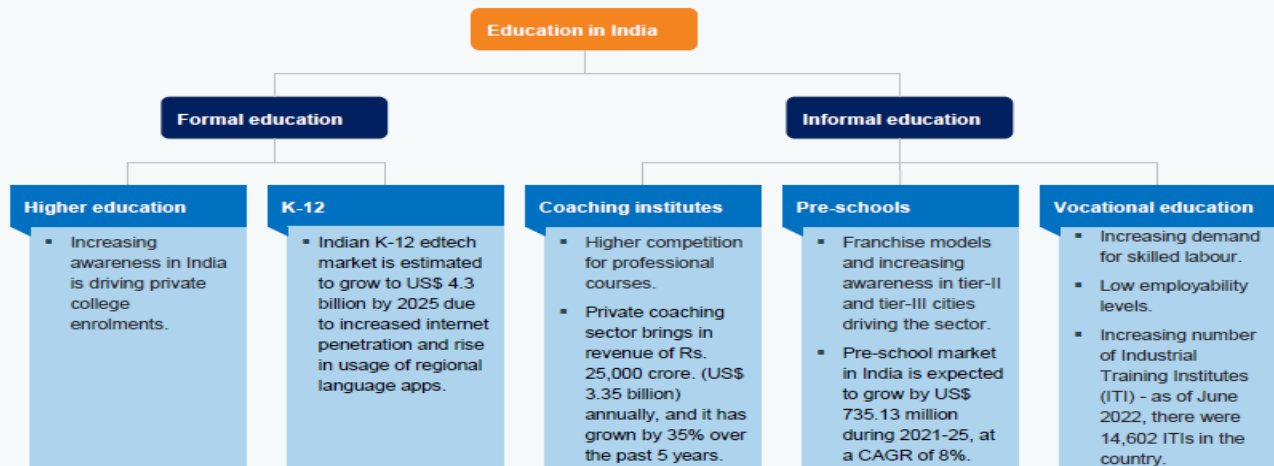 Education in India
Formal education
Informal education
Higher education
▪ Increasing
awareness in India
is driving private
college
enrolments.
K-12
▪ Indian K-12 edtech
market is estimated
to grow to US$ 4.3
billion by 2025 due
to increased internet
penetration and rise
in usage of regional
language apps.
Coaching institutes
▪ Higher competition
for professional
courses.
▪ Private coaching
sector brings in
revenue of Rs.
25,000 crore. (US$
3.35 billion)
annually, and it has
grown by 35% over
the past 5 years.
Pre-schools
▪ Franchise models
and increasing
awareness in tier-II
and tier-III cities
driving the sector.
▪ Pre-school market
in India is expected
to grow by US$
735.13 million
during 2021-25, at
a CAGR of 8%.
Vocational education
▪ Increasing demand
for skilled labour.
▪ Low employability
levels.
▪ Increasing number
of Industrial
Training Institutes
(ITI) - as of June
2022, there were
14,602 ITIs in the
country.